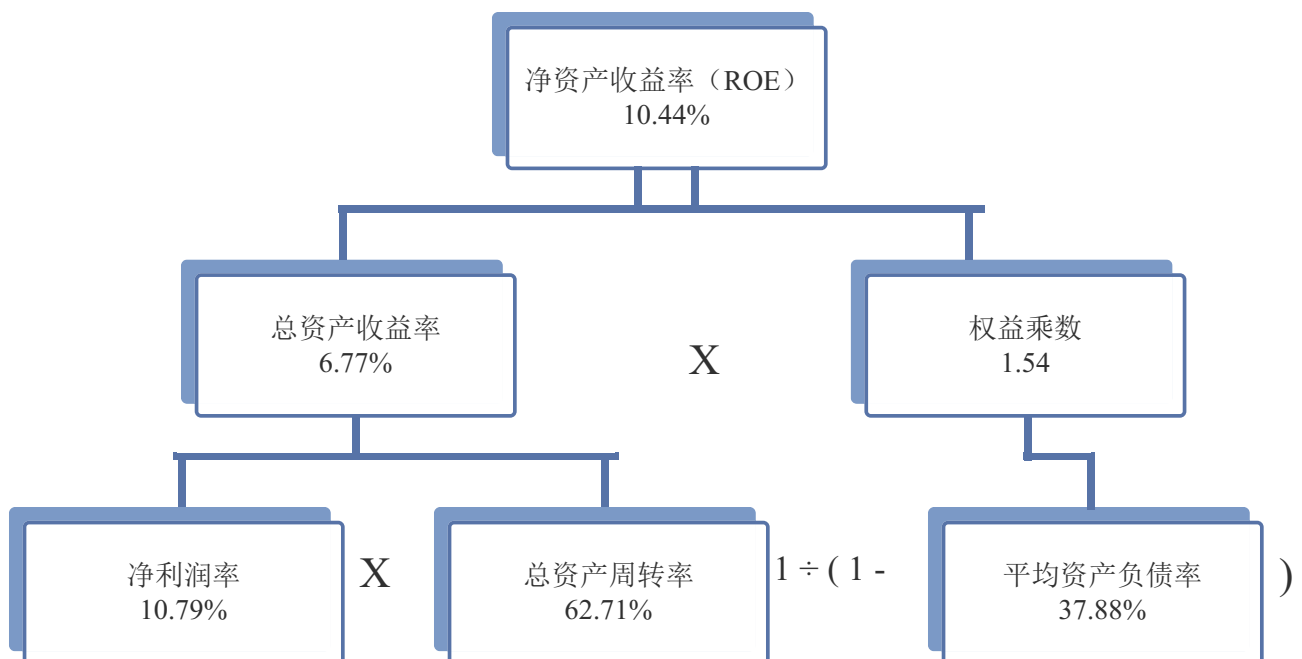 净资产收益率（ROE）
10.44%
总资产收益率
6.77%
X
权益乘数
1.54
净利润率
10.79%
X
总资产周转率
62.71%
1 ÷ ( 1 -
平均资产负债率
37.88%
)